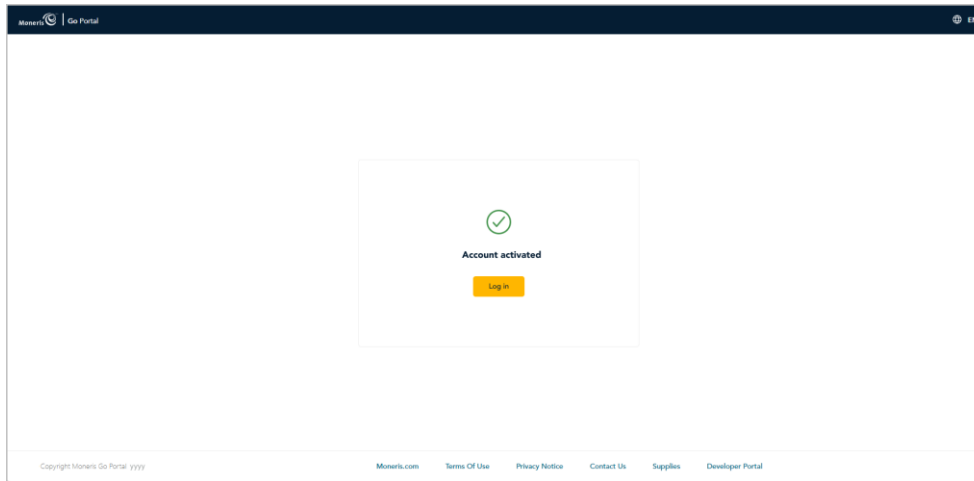 Moneris Go Portal
Account activated
Log in
Copyright Moneris Go Portal yyyy
Moneris.com Terms Of Use Privacy Notice Contact Us Supplies Developer Portal